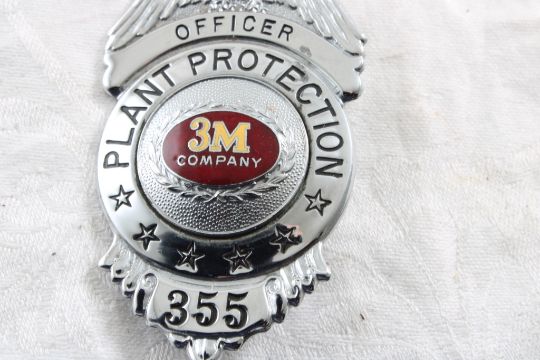 OFFICER
PLANT PROTECTION
3M
COMPANY
355